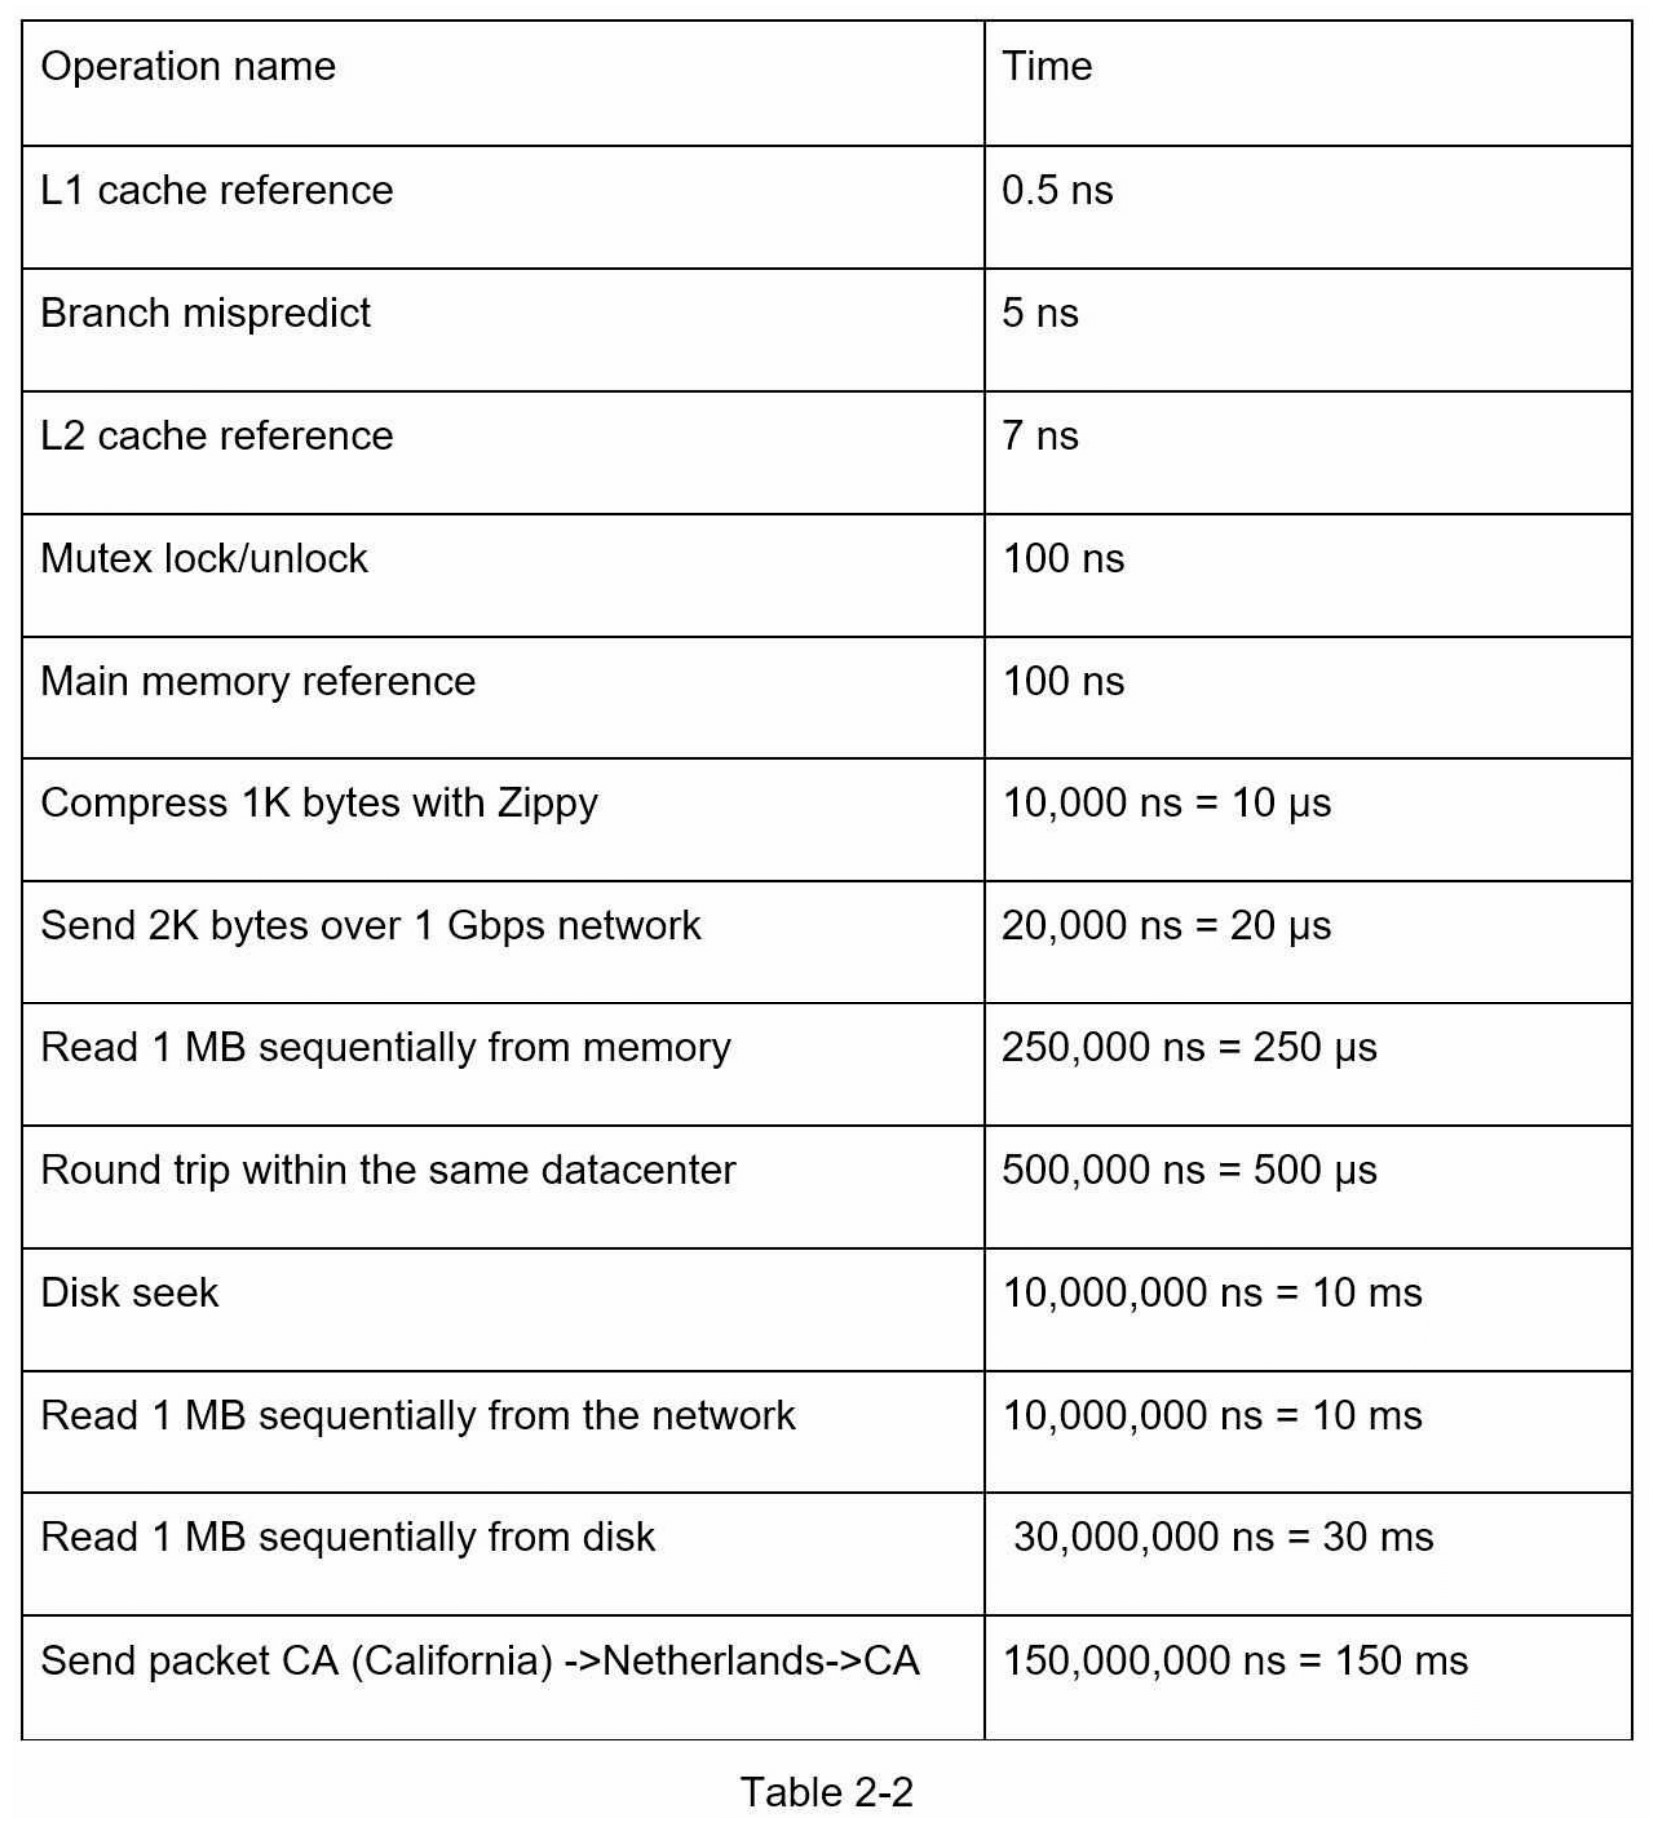 Operation name Time
L1 cache reference 0.5 ns
Branch mispredict 5 ns
L2 cache reference 7 ns
Mutex lock/unlock 100 ns
Main memory reference 100 ns
Compress 1K bytes with Zippy 10,000 ns = 10 µs
Send 2K bytes over 1 Gbps network 20,000 ns = 20 µs
Read 1 MB sequentially from memory 250,000 ns = 250 µs
Round trip within the same datacenter 500,000 ns = 500 µs
Disk seek 10,000,000 ns = 10 ms
Read 1 MB sequentially from the network 10,000,000 ns = 10 ms
Read 1 MB sequentially from disk 30,000,000 ns = 30 ms
Send packet CA (California) ->Netherlands->CA 150,000,000 ns = 150 ms
Table 2-2